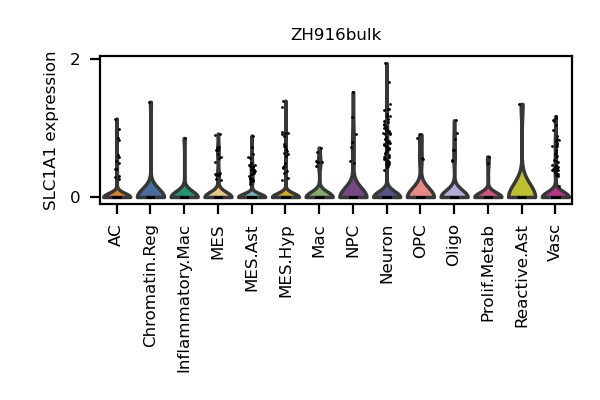 ZH916bulk
SLC1A1 expression
2
0
AC
Chromatin.Reg
Inflammatory.Mac
MES
MES.Ast
MES.Hyp
Mac
NPC
Neuron
OPC
Oligo
Prolif.Metab
Reactive.Ast
Vasc